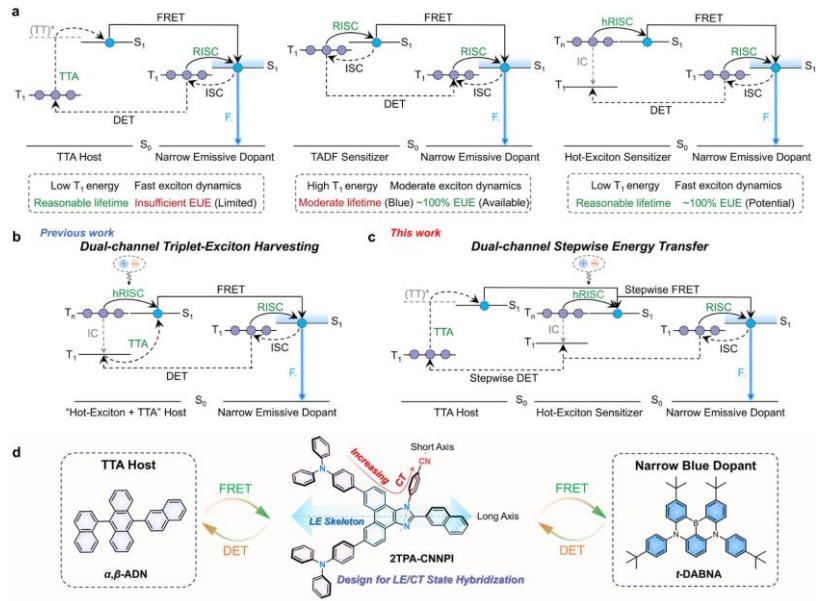 a
(TT)*
FRET
S1
RISC
TTA
T1
S1
T1
ISC
DET
F.
S0
TTA Host
Narrow Emissive Dopant
Low T1 energy Fast exciton dynamics
Reasonable lifetime Insufficient EUE (Limited)
FRET
RISC
T1
S1
ISC
RISC
T1
S1
ISC
DET
F.
S0
TADF Sensitizer
Narrow Emissive Dopant
High T1 energy Moderate exciton dynamics
Moderate lifetime (Blue) ~100% EUE (Available)
FRET
hRISC
Tn
S1
IC
RISC
T1
S1
T1
ISC
DET
F.
S0
Hot-Exciton Sensitizer
Narrow Emissive Dopant
Low T1 energy Fast exciton dynamics
Reasonable lifetime ~100% EUE (Potential)
b
Previous work
Dual-channel Triplet-Exciton Harvesting
+ −
FRET
hRISC
Tn
S1
RISC
IC
TTA
T1
S1
ISC
T1
DET
F.
S0
"Hot-Exciton + TTA" Host
Narrow Emissive Dopant
c
This work
Dual-channel Stepwise Energy Transfer
+ −
(TT)*
S1
hRISC
Stepwise FRET
Tn
S1
RISC
TTA
IC
S1
T1
T1
ISC
T1
Stepwise DET
F.
S0
S0
TTA Host
Hot-Exciton Sensitizer
Narrow Emissive Dopant
d
TTA Host
α,β-ADN
FRET
DET
Increasing CT
Short Axis
CN
N
LE Skeleton
N
N
Long Axis
N
2TPA-CNNPI
Design for LE/CT State Hybridization
FRET
DET
Narrow Blue Dopant
B
N
N
t-DABNA